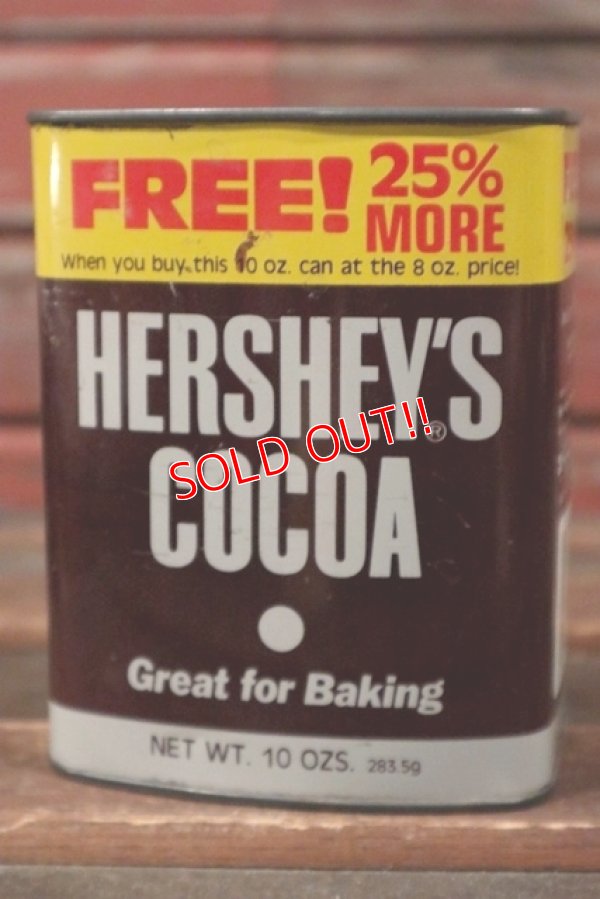 FREE! 25% MORE
When you buy this 10 oz. can at the 8 oz. price!
HERSHEY'S®
COCOA
SOLD OUT!!
Great for Baking
NET WT. 10 OZS. 283.5g